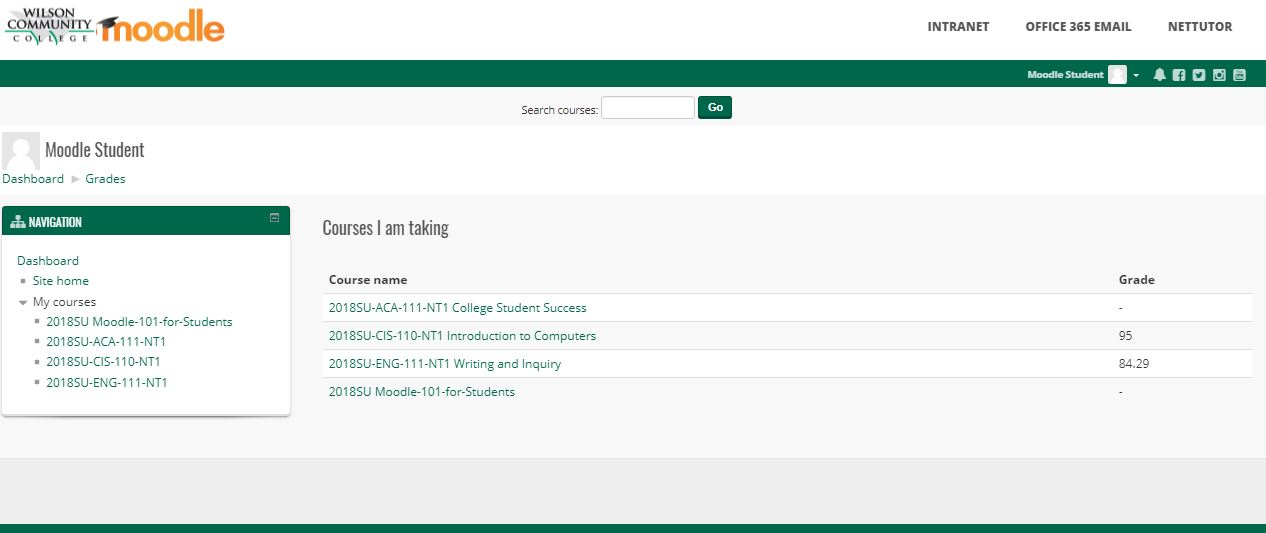 WILSON
COMMUNITY
COLLEGE
moodle
INTRANET OFFICE 365 EMAIL NETTUTOR
Moodle Student
Search courses: Go
Moodle Student
Dashboard ▶ Grades
NAVIGATION
Dashboard
Site home
My courses
2018SU Moodle-101-for-Students
2018SU-ACA-111-NT1
2018SU-CIS-110-NT1
2018SU-ENG-111-NT1
Courses I am taking
Course name Grade
2018SU-ACA-111-NT1 College Student Success -
2018SU-CIS-110-NT1 Introduction to Computers 95
2018SU-ENG-111-NT1 Writing and Inquiry 84.29
2018SU Moodle-101-for-Students -